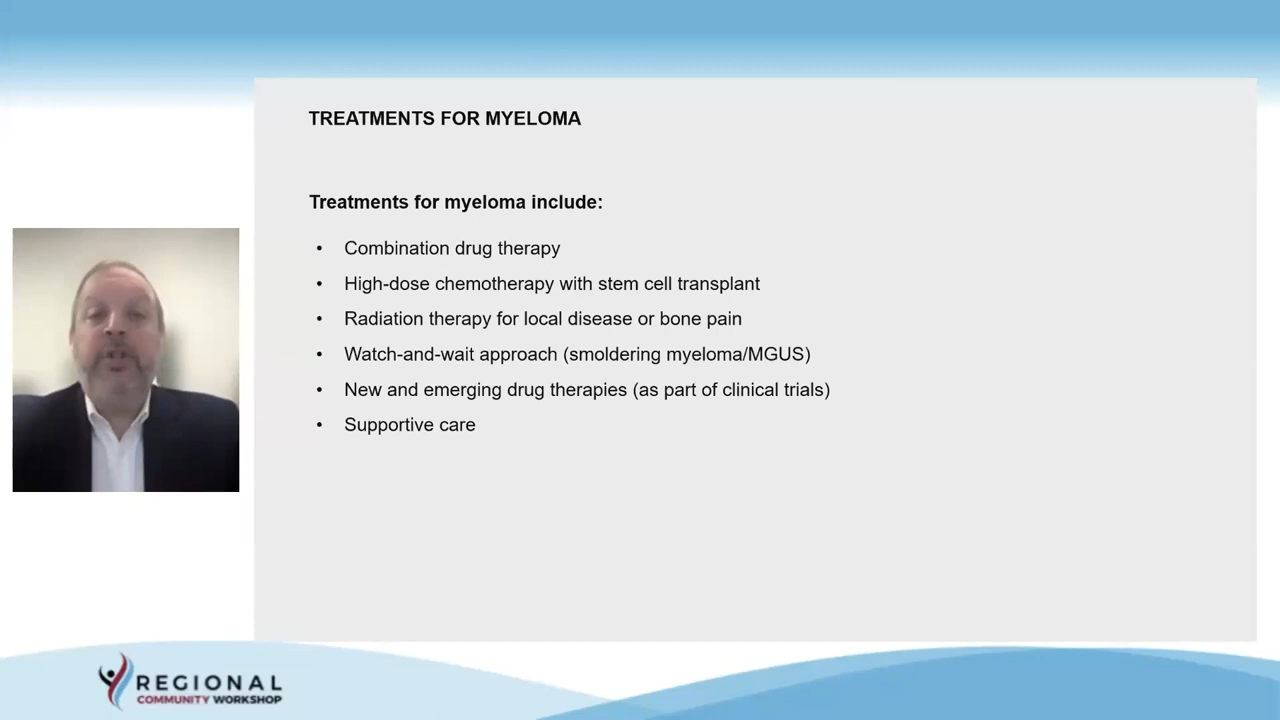 TREATMENTS FOR MYELOMA
Treatments for myeloma include:
• Combination drug therapy
• High-dose chemotherapy with stem cell transplant
• Radiation therapy for local disease or bone pain
• Watch-and-wait approach (smoldering myeloma/MGUS)
• New and emerging drug therapies (as part of clinical trials)
• Supportive care
REGIONAL
COMMUNITY WORKSHOP